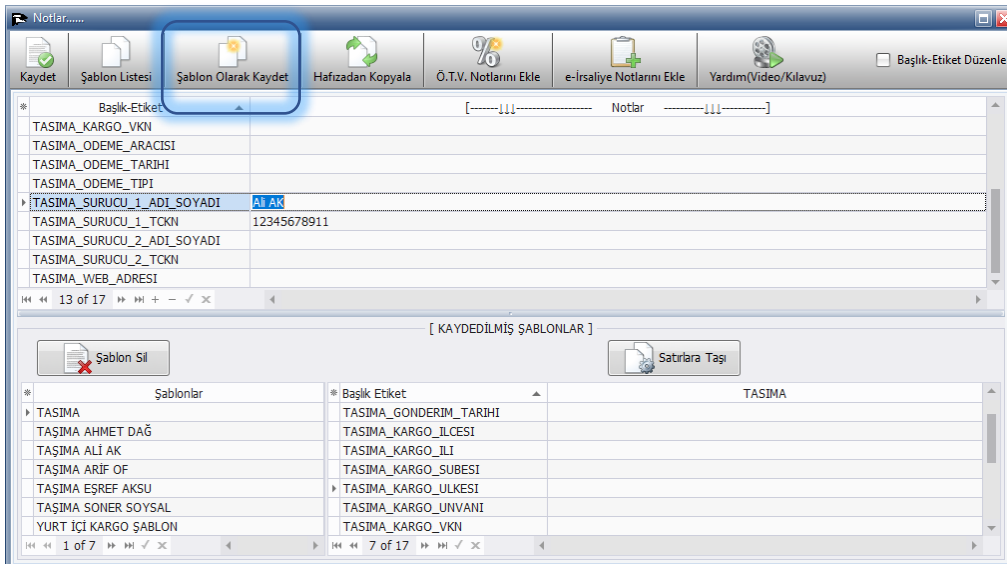 Notlar......
Kaydet Şablon Listesi Şablon Olarak Kaydet Hafızadan Kopyala Ö.T.V. Notlarını Ekle e-İrsaliye Notlarını Ekle Yardım(Video/Kılavuz) Başlık-Etiket Düzenle
Başlık-Etiket [-------↓↓↓------------------- Notlar ----------↓↓↓-----------]
TASIMA_KARGO_VKN
TASIMA_ODEME_ARACISI
TASIMA_ODEME_TARIHI
TASIMA_ODEME_TIPI
TASIMA_SURUCU_1_ADI_SOYADI Ali AK
TASIMA_SURUCU_1_TCKN 12345678911
TASIMA_SURUCU_2_ADI_SOYADI
TASIMA_SURUCU_2_TCKN
TASIMA_WEB_ADRESI
13 of 17
[ KAYDEDİLMİŞ ŞABLONLAR ]
Şablon Sil Satırlara Taşı
Şablonlar Başlık Etiket TASIMA
TASIMA TASIMA_GONDERIM_TARIHI
TAŞIMA AHMET DAĞ TASIMA_KARGO_ILCESI
TAŞIMA ALİ AK TASIMA_KARGO_ILI
TAŞIMA ARİF OF TASIMA_KARGO_SUBESI
TAŞIMA EŞREF AKSU TASIMA_KARGO_ULKESI
TAŞIMA SONER SOYSAL TASIMA_KARGO_UNVANI
YURT İÇİ KARGO ŞABLON TASIMA_KARGO_VKN
1 of 7 7 of 17